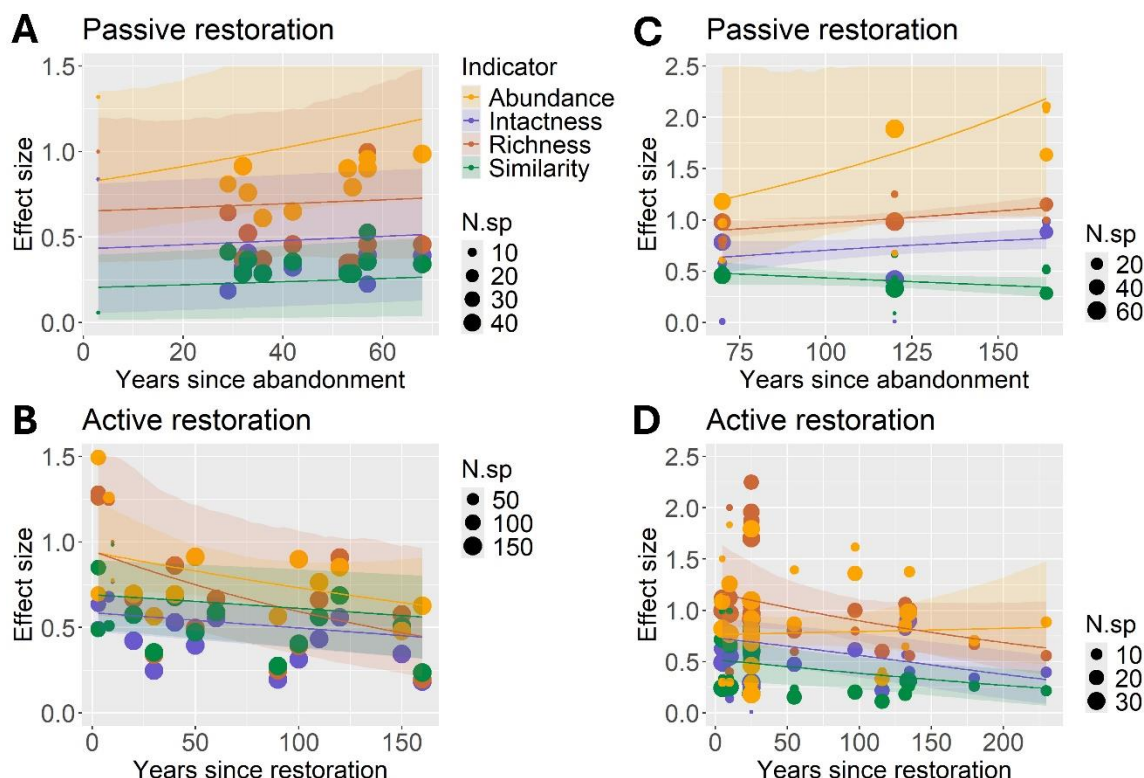 A Passive restoration
1.5
1.0
0.5
0.0
Effect size
0 20 40 60
Years since abandonment
Indicator
Abundance
Intactness
Richness
Similarity
N.sp
10
20
30
40
C Passive restoration
2.5
2.0
1.5
1.0
0.5
0.0
Effect size
75 100 125 150
Years since abandonment
N.sp
20
40
60
B Active restoration
1.5
1.0
0.5
0.0
Effect size
0 50 100 150
Years since restoration
N.sp
50
100
150
D Active restoration
2.5
2.0
1.5
1.0
0.5
0.0
Effect size
0 50 100 150 200
Years since restoration
N.sp
10
20
30